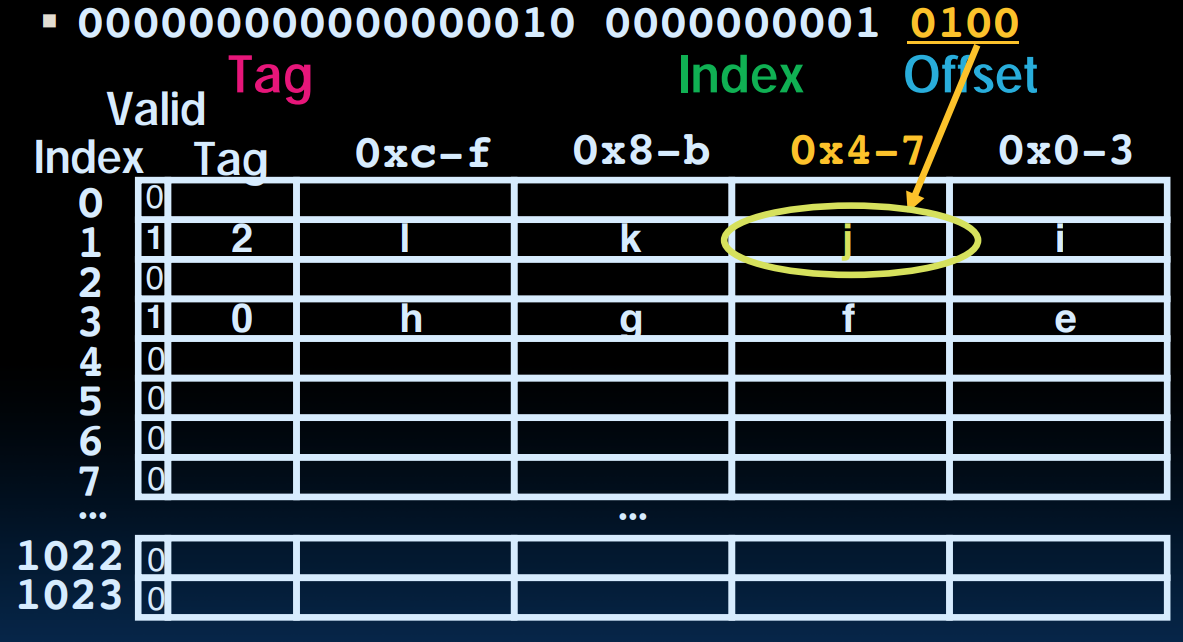 ▪ 000000000000000010 0000000001 0100
Tag Index Offset
Valid
Index Tag 0xc-f 0x8-b 0x4-7 0x0-3
0 0
1 1 2 l k j i
2 0
3 1 0 h g f e
4 0
5 0
6 0
7 0
... ...
1022 0
1023 0